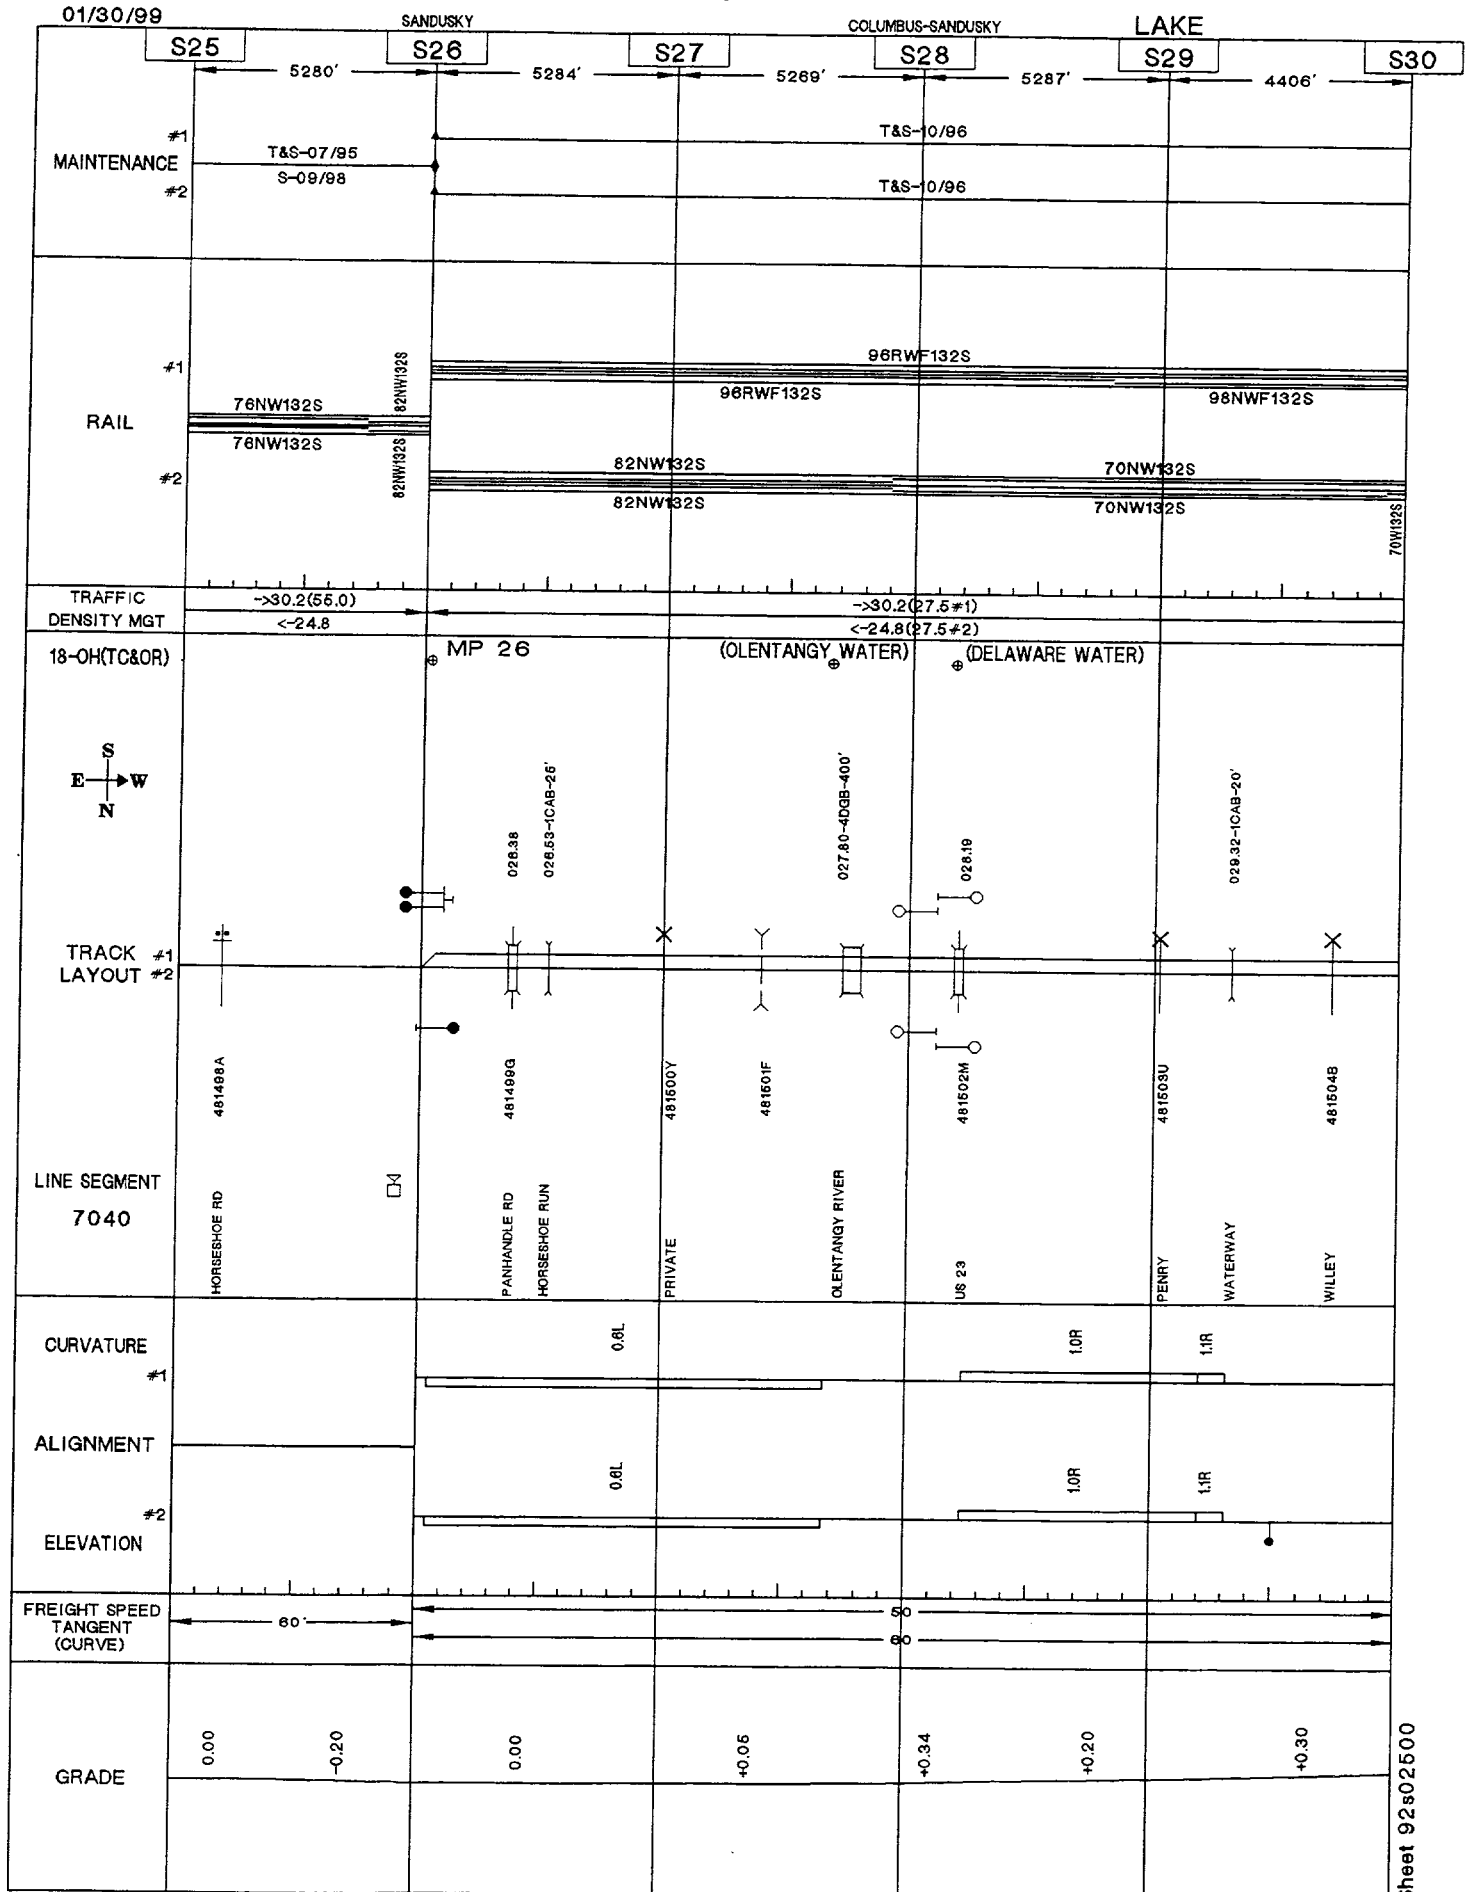 01/30/99 SANDUSKY COLUMBUS-SANDUSKY LAKE
S25 S26 S27 S28 S29 S30
5280' 5284' 5269' 5287' 4406'
#1 T&S-10/96
MAINTENANCE T&S-07/95
S-09/98
#2 T&S-10/96
#1 82NW132S 96RWF132S
96RWF132S 98NWF132S
76NW132S
RAIL
76NW132S
#2 82NW132S 82NW132S 70NW132S
82NW132S 70NW132S
70W132S
TRAFFIC ->30.2(55.0) ->30.2(27.5#1)
DENSITY MGT <-24.8 <-24.8(27.5#2)
18-OH(TC&OR) MP 26 (OLENTANGY WATER) (DELAWARE WATER)
S
E W
N
026.38 026.53-1CAB-25' 027.80-4DGB-400' 028.19 029.32-1CAB-20'
TRACK #1
LAYOUT #2
481498A 481499G 481500Y 481501F 481502M 481503U 481504B
LINE SEGMENT
7040
HORSESHOE RD PANHANDLE RD HORSESHOE RUN PRIVATE OLENTANGY RIVER US 23 PENRY WATERWAY WILLEY
CURVATURE 0.6L 1.0R 1.1R
#1
ALIGNMENT
0.6L 1.0R 1.1R
#2
ELEVATION
FREIGHT SPEED 50
TANGENT 60
(CURVE) 60
GRADE 0.00 -0.20 0.00 +0.05 +0.34 +0.20 +0.30
heet 92s02500